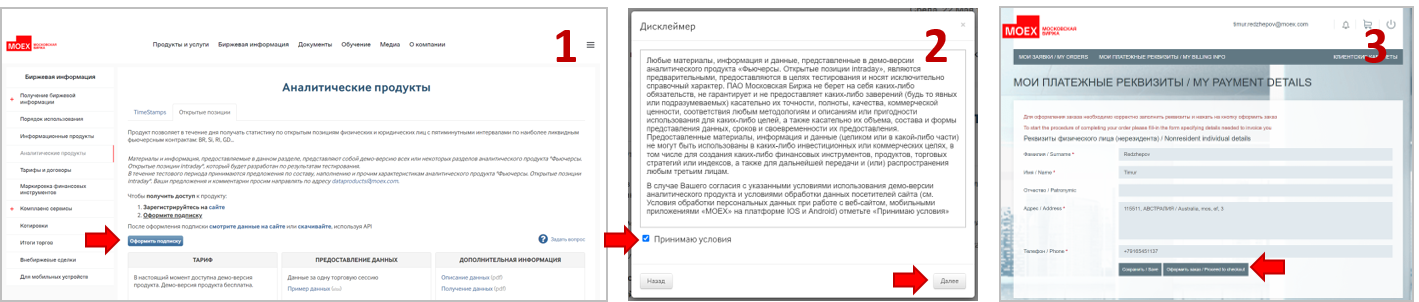 1
MOEX МОСКОВСКАЯ БИРЖА
Продукты и услуги Биржевая информация Документы Обучение Медиа О компании
Биржевая информация
Получение биржевой
информации
Порядок использования
Информационные продукты
Аналитические продукты
Тарифы и договоры
Маркировка финансовых
инструментов
Комплаенс сервисы
Котировки
Итоги торгов
Внебиржевые сделки
Для мобильных устройств
Аналитические продукты
TimeStamps Открытые позиции
Продукт позволяет в течение дня получать статистику по открытым позициям физических и юридических лиц с пятиминутными интервалами по наиболее ликвидным
фьючерсным контрактам: BR, Si, RI, GD...
Материалы и информация, предоставляемые в данном разделе, представляют собой демо-версию всех или некоторых разделов аналитического продукта "Фьючерсы.
Открытые позиции Intraday", который будет разработан по результатам тестирования.
В течение тестового периода принимаются предложения по составу, наполнению и прочим характеристикам аналитического продукта "Фьючерсы. Открытые позиции
Intraday". Ваши предложения и комментарии просим направлять по адресу dataproducts@moex.com.
Чтобы получить доступ к продукту:
1. Зарегистрируйтесь на сайте
2. Оформите подписку
После оформления подписки смотрите данные на сайте или скачивайте, используя API
Оформить подписку
? Задать вопрос
ТАРИФ ПРЕДОСТАВЛЕНИЕ ДАННЫХ ДОПОЛНИТЕЛЬНАЯ ИНФОРМАЦИЯ
В настоящий момент доступна демо-версия
продукта. Демо-версия продукта бесплатна.
Данные за одну торговую сессию
Пример данных (csv)
Описание данных (pdf)
Получение данных (pdf)
2
Дисклеймер ×
Любые материалы, информация и данные, представленные в демо-версии
аналитического продукта «Фьючерсы. Открытые позиции intraday», являются
предварительными, предоставляются в целях тестирования и носят исключительно
справочный характер. ПАО Московская Биржа не берет на себя каких-либо
обязательств, не гарантирует и не предоставляет каких-либо заверений (будь то явных
или подразумеваемых) касательно их точности, полноты, качества, коммерческой
ценности, соответствия любым методологиям и описаниям или пригодности
использования для каких-либо целей, а также касательно их объема, состава и формы
представления данных, сроков и своевременности их предоставления.
Предоставленные материалы, информация и данные (целиком или в какой-либо части)
не могут быть использованы в каких-либо инвестиционных или коммерческих целях, в
том числе для создания каких-либо финансовых инструментов, продуктов, торговых
стратегий или индексов, а также для дальнейшей передачи и (или) распространения
любым третьим лицам.
В случае Вашего согласия с указанными условиями использования демо-версии
аналитического продукта и условиями обработки данных посетителей сайта (см.
Условия обработки персональных данных при работе с веб-сайтом, мобильными
приложениями «MOEX» на платформе IOS и Android) отметьте «Принимаю условия»
Принимаю условия
Назад Далее
3
MOEX МОСКОВСКАЯ БИРЖА
timur.redzhepov@moex.com
МОИ ЗАЯВКИ / MY ORDERS МОИ ПЛАТЕЖНЫЕ РЕКВИЗИТЫ / MY BILLING INFO
МОИ ПЛАТЕЖНЫЕ РЕКВИЗИТЫ / MY PAYMENT DETAILS
Для оформления заказа необходимо корректно заполнить реквизиты и нажать на кнопку оформить заказ
To start the procedure of completing your order please fill in the form specifying details needed to invoice you.
Реквизиты физического лица (нерезидента) / Nonresident individual details
Фамилия / Surname * Redzhepov
Имя / Name * Timur
Отчество / Patronymic
Адрес / Address * 115511, АВСТРАЛИЯ / Australia, mos, sf, 3
Телефон / Phone * +79165451137
Сохранить / Save Оформить заказ / Proceed to checkout